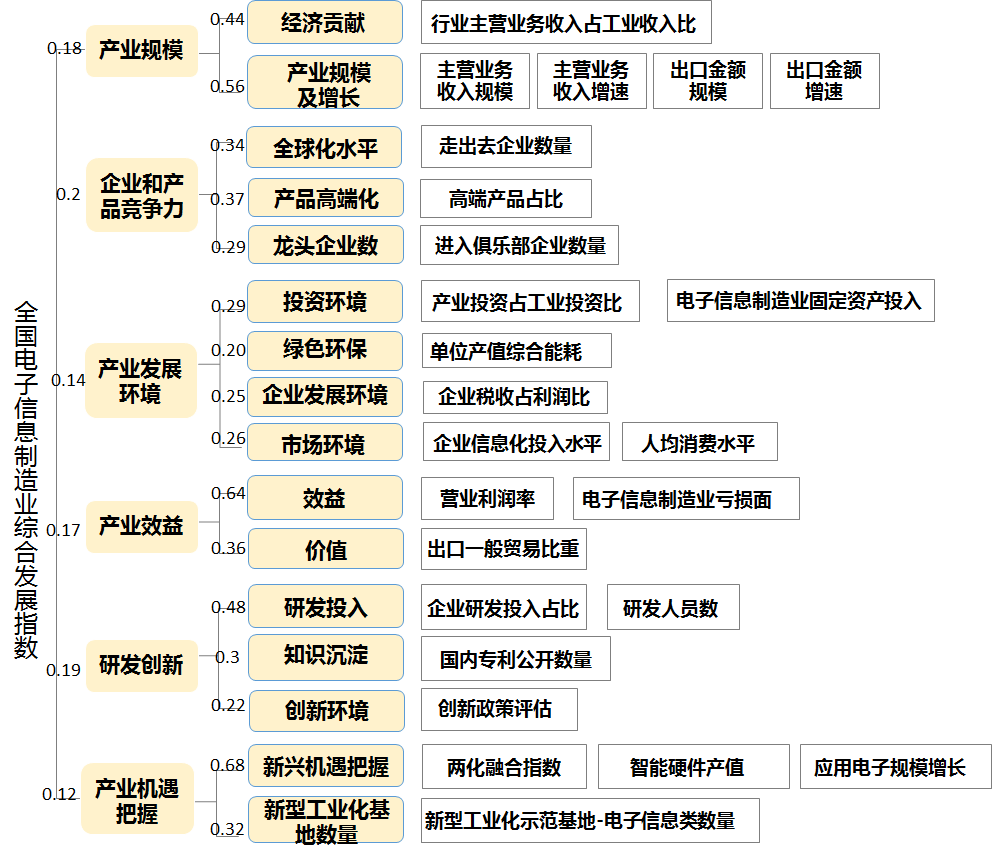 全国电子信息制造业综合发展指数
0.18
产业规模
0.44
经济贡献
行业主营业务收入占工业收入比
0.56
产业规模
及增长
主营业务
收入规模
主营业务
收入增速
出口金额
规模
出口金额
增速
0.2
企业和产
品竞争力
0.34
全球化水平
走出去企业数量
0.37
产品高端化
高端产品占比
0.29
龙头企业数
进入俱乐部企业数量
0.14
产业发展
环境
0.29
投资环境
产业投资占工业投资比
电子信息制造业固定资产投入
0.20
绿色环保
单位产值综合能耗
0.25
企业发展环境
企业税收占利润比
0.26
市场环境
企业信息化投入水平
人均消费水平
0.17
产业效益
0.64
效益
营业利润率
电子信息制造业亏损面
0.36
价值
出口一般贸易比重
0.19
研发创新
0.48
研发投入
企业研发投入占比
研发人员数
0.3
知识沉淀
国内专利公开数量
0.22
创新环境
创新政策评估
0.12
产业机遇
把握
0.68
新兴机遇把握
两化融合指数
智能硬件产值
应用电子规模增长
0.32
新型工业化基
地数量
新型工业化示范基地-电子信息类数量